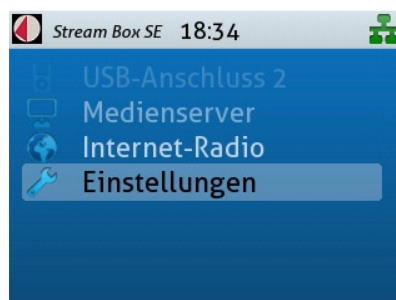 Stream Box SE 18:34
USB-Anschluss 2
Medienserver
Internet-Radio
Einstellungen